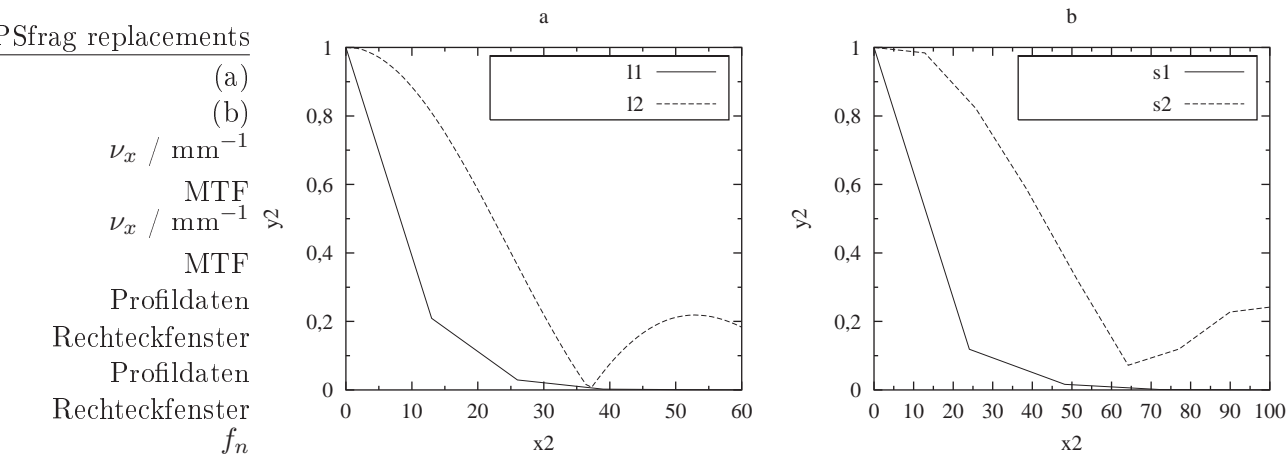 PSfrag replacements
(a)
(b)
νx / mm−1
MTF
νx / mm−1
MTF
Profildaten
Rechteckfenster
Profildaten
Rechteckfenster
fn
a
l1
l2
y2
1
0,8
0,6
0,4
0,2
0
0 10 20 30 40 50 60
x2
b
s1
s2
y2
1
0,8
0,6
0,4
0,2
0
0 10 20 30 40 50 60 70 80 90 100
x2